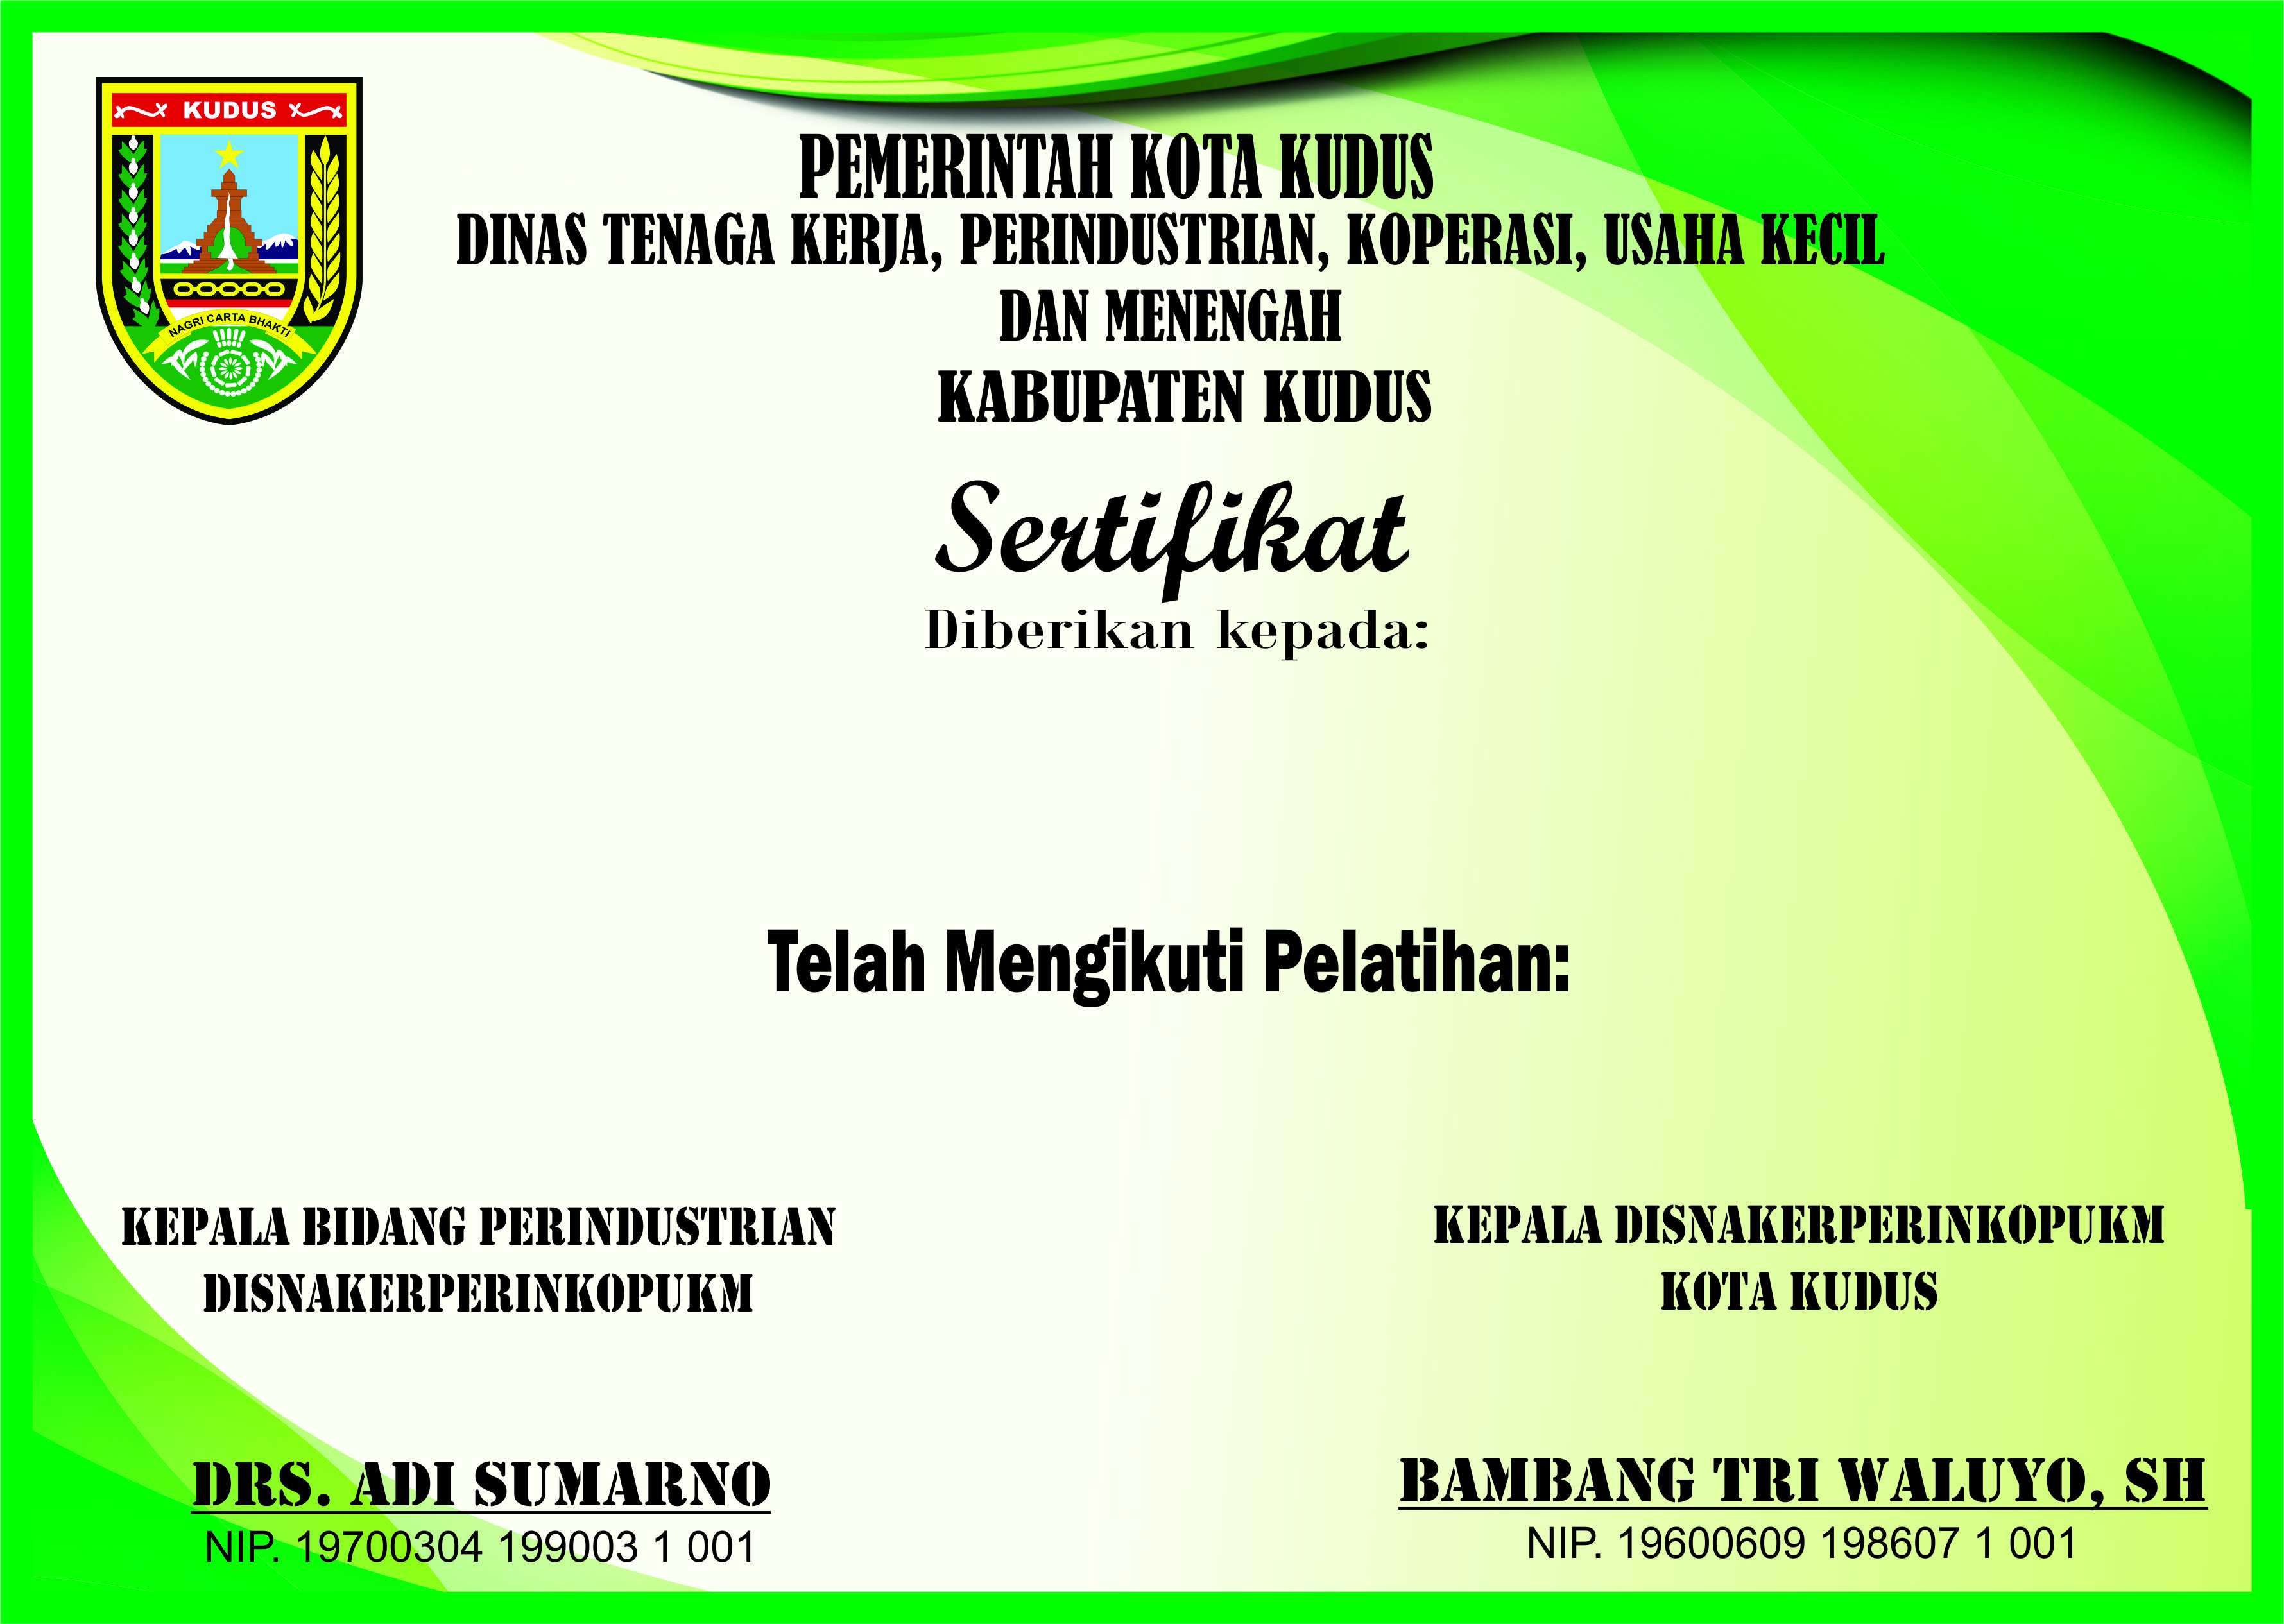 KUDUS
NAGRI CARTA BHAKTI
PEMERINTAH KOTA KUDUS
DINAS TENAGA KERJA, PERINDUSTRIAN, KOPERASI, USAHA KECIL
DAN MENENGAH
KABUPATEN KUDUS
Sertifikat
Diberikan kepada:
Telah Mengikuti Pelatihan:
KEPALA BIDANG PERINDUSTRIAN
DISNAKERPERINKOPUKM
DRS. ADI SUMARNO
NIP. 19700304 199003 1 001
KEPALA DISNAKERPERINKOPUKM
KOTA KUDUS
BAMBANG TRI WALUYO, SH
NIP. 19600609 198607 1 001